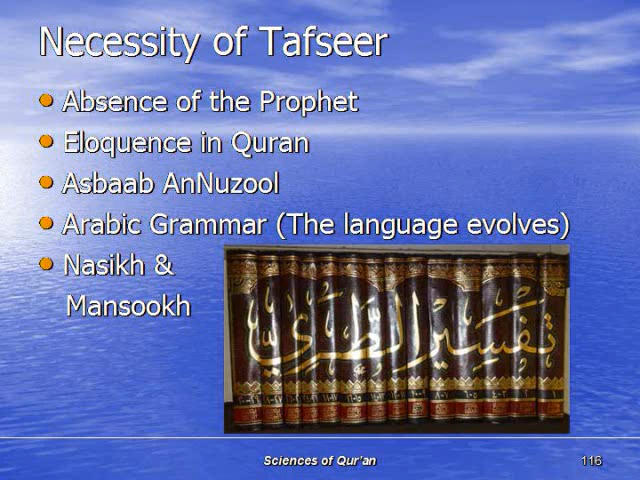 Necessity of Tafseer
Absence of the Prophet
Eloquence in Quran
Asbaab AnNuzool
Arabic Grammar (The language evolves)
Nasikh &
Mansookh
تفسير الطبري
Sciences of Qur'an
116